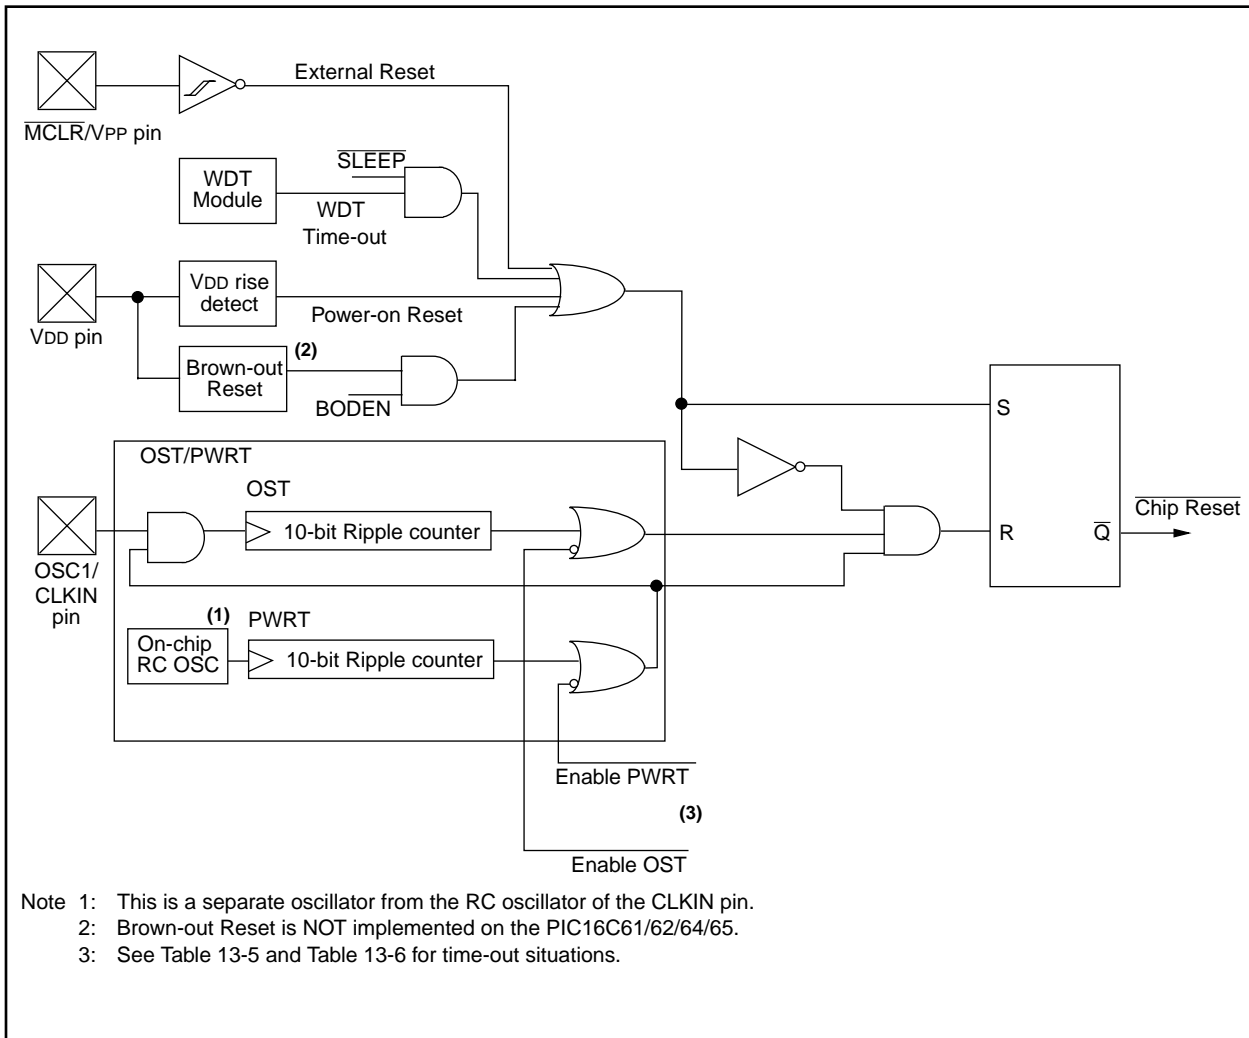 External Reset
MCLR/VPP pin
SLEEP
WDT
Module
WDT
Time-out
VDD rise
detect
Power-on Reset
VDD pin
(2)
Brown-out
Reset
BODEN
S
OST/PWRT
OST
10-bit Ripple counter
Chip Reset
R
Q
OSC1/
CLKIN
pin
(1)
PWRT
On-chip
RC OSC
10-bit Ripple counter
Enable PWRT
(3)
Enable OST
Note 1: This is a separate oscillator from the RC oscillator of the CLKIN pin.
2: Brown-out Reset is NOT implemented on the PIC16C61/62/64/65.
3: See Table 13-5 and Table 13-6 for time-out situations.